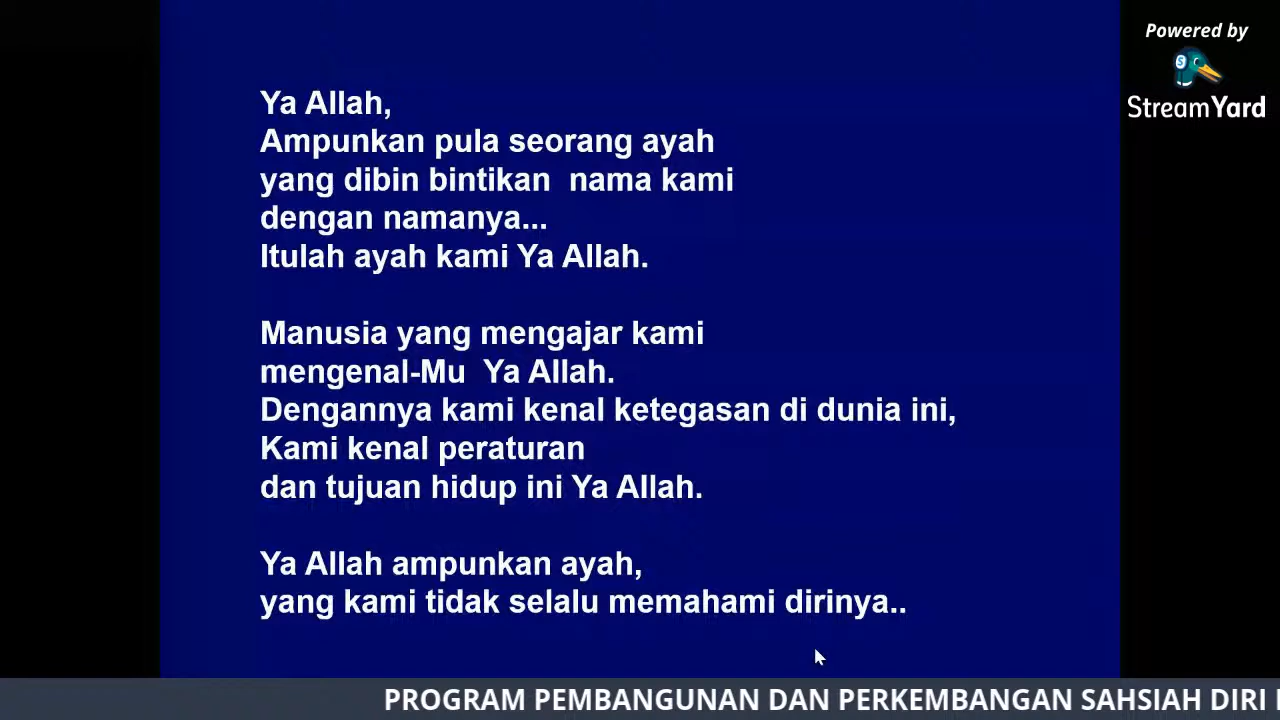 Powered by
StreamYard
Ya Allah,
Ampunkan pula seorang ayah
yang dibin bintikan nama kami
dengan namanya...
Itulah ayah kami Ya Allah.
Manusia yang mengajar kami
mengenal-Mu Ya Allah.
Dengannya kami kenal ketegasan di dunia ini,
Kami kenal peraturan
dan tujuan hidup ini Ya Allah.
Ya Allah ampunkan ayah,
yang kami tidak selalu memahami dirinya..
PROGRAM PEMBANGUNAN DAN PERKEMBANGAN SAHSIAH DIRI